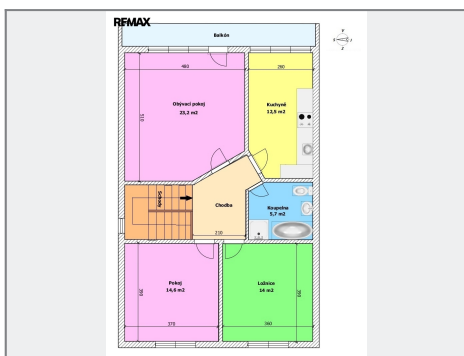 RE/MAX
Balkón
480
250
Obývací pokoj
23,2 m2
Kuchyně
12,5 m2
510
Schody
Chodba
Koupelna
5,7 m2
210
Pokoj
14,6 m2
Ložnice
14 m2
390
390
370
360